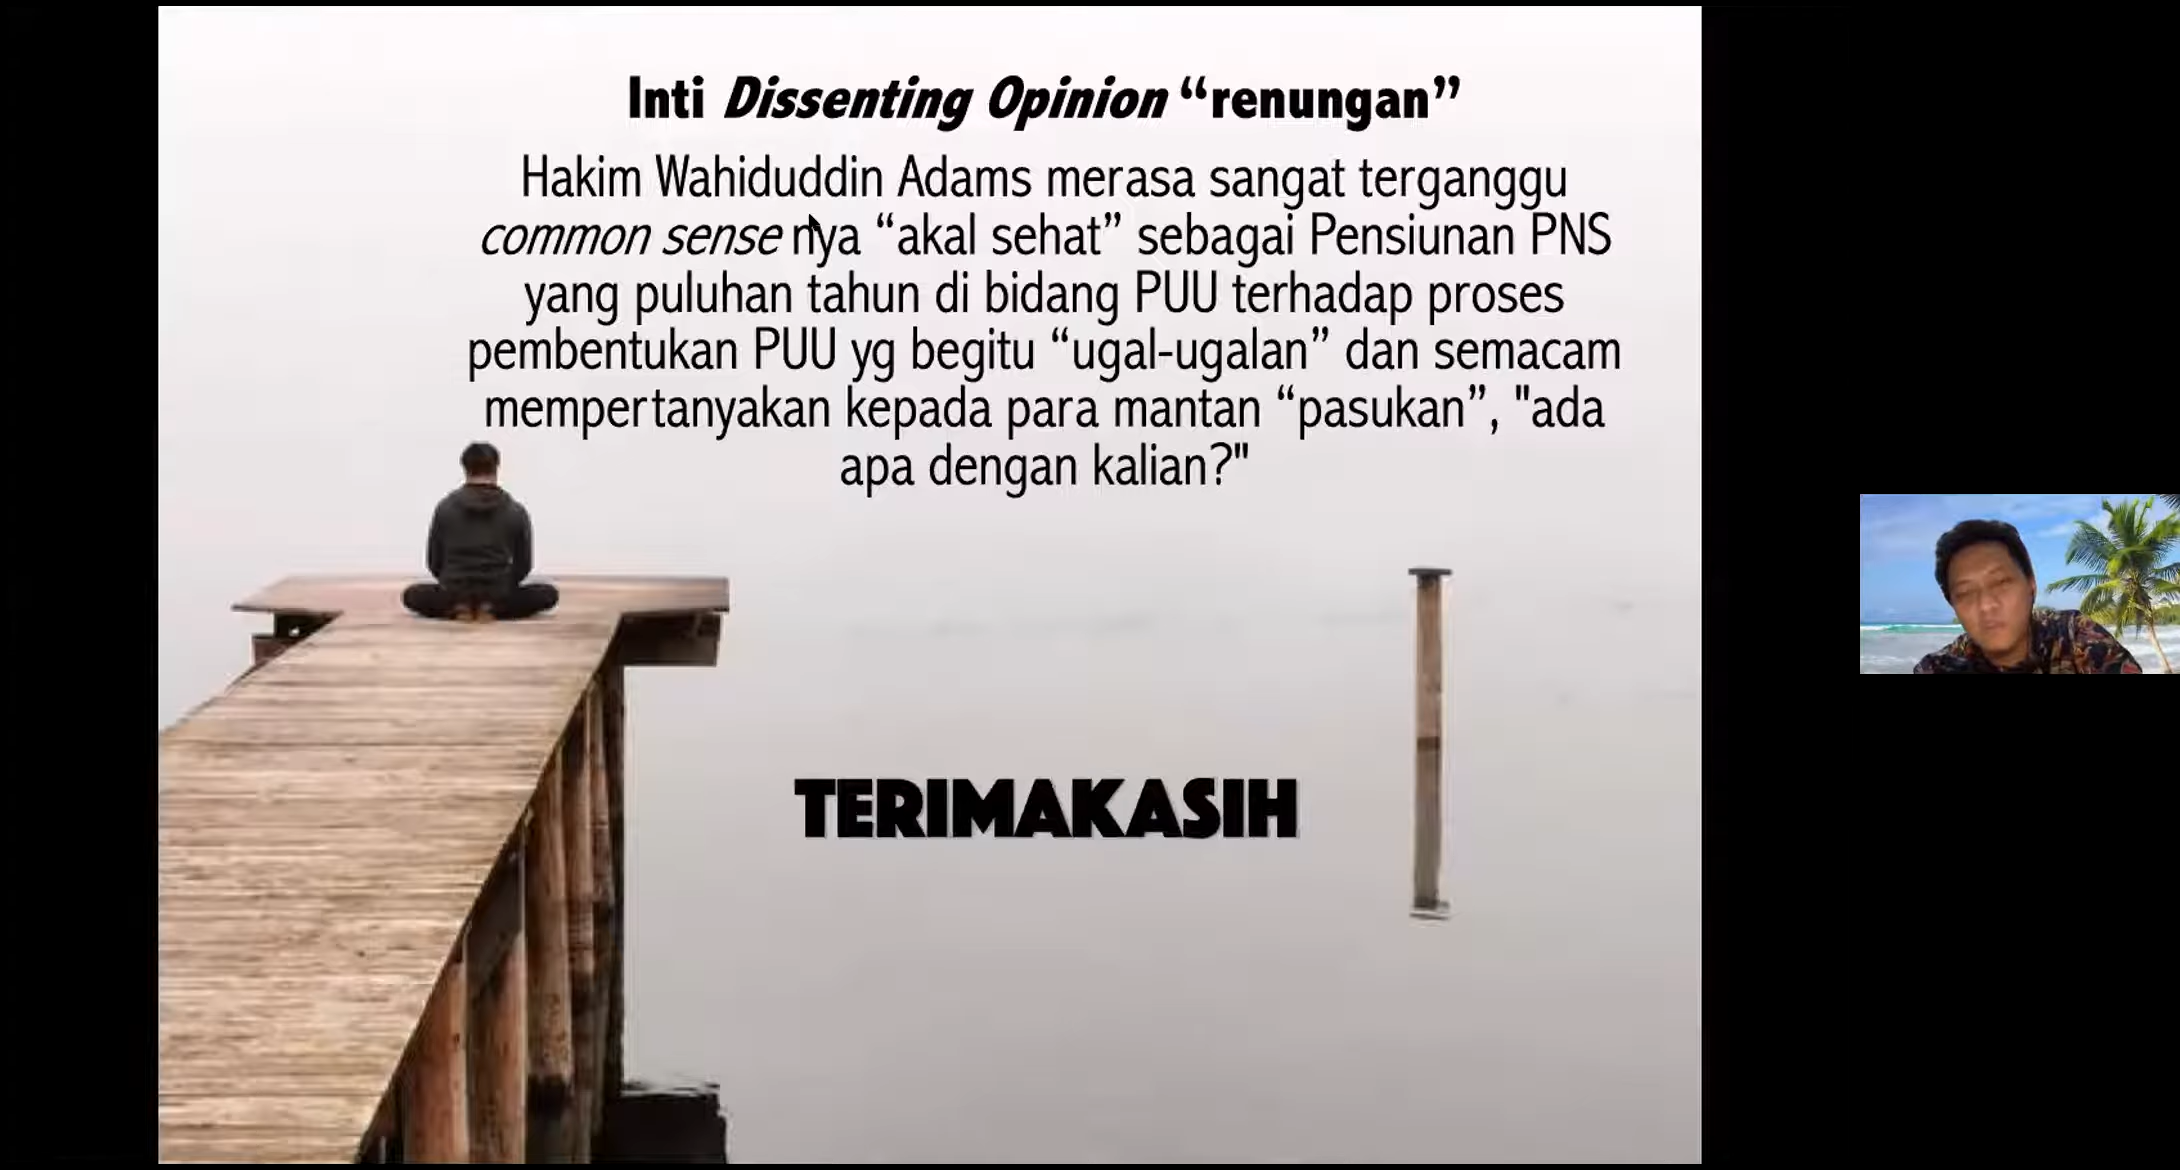 Inti Dissenting Opinion “renungan”
Hakim Wahiduddin Adams merasa sangat terganggu
common sense nya “akal sehat” sebagai Pensiunan PNS
yang puluhan tahun di bidang PUU terhadap proses
pembentukan PUU yg begitu “ugal-ugalan” dan semacam
mempertanyakan kepada para mantan “pasukan”, "ada
apa dengan kalian?"
TERIMAKASIH